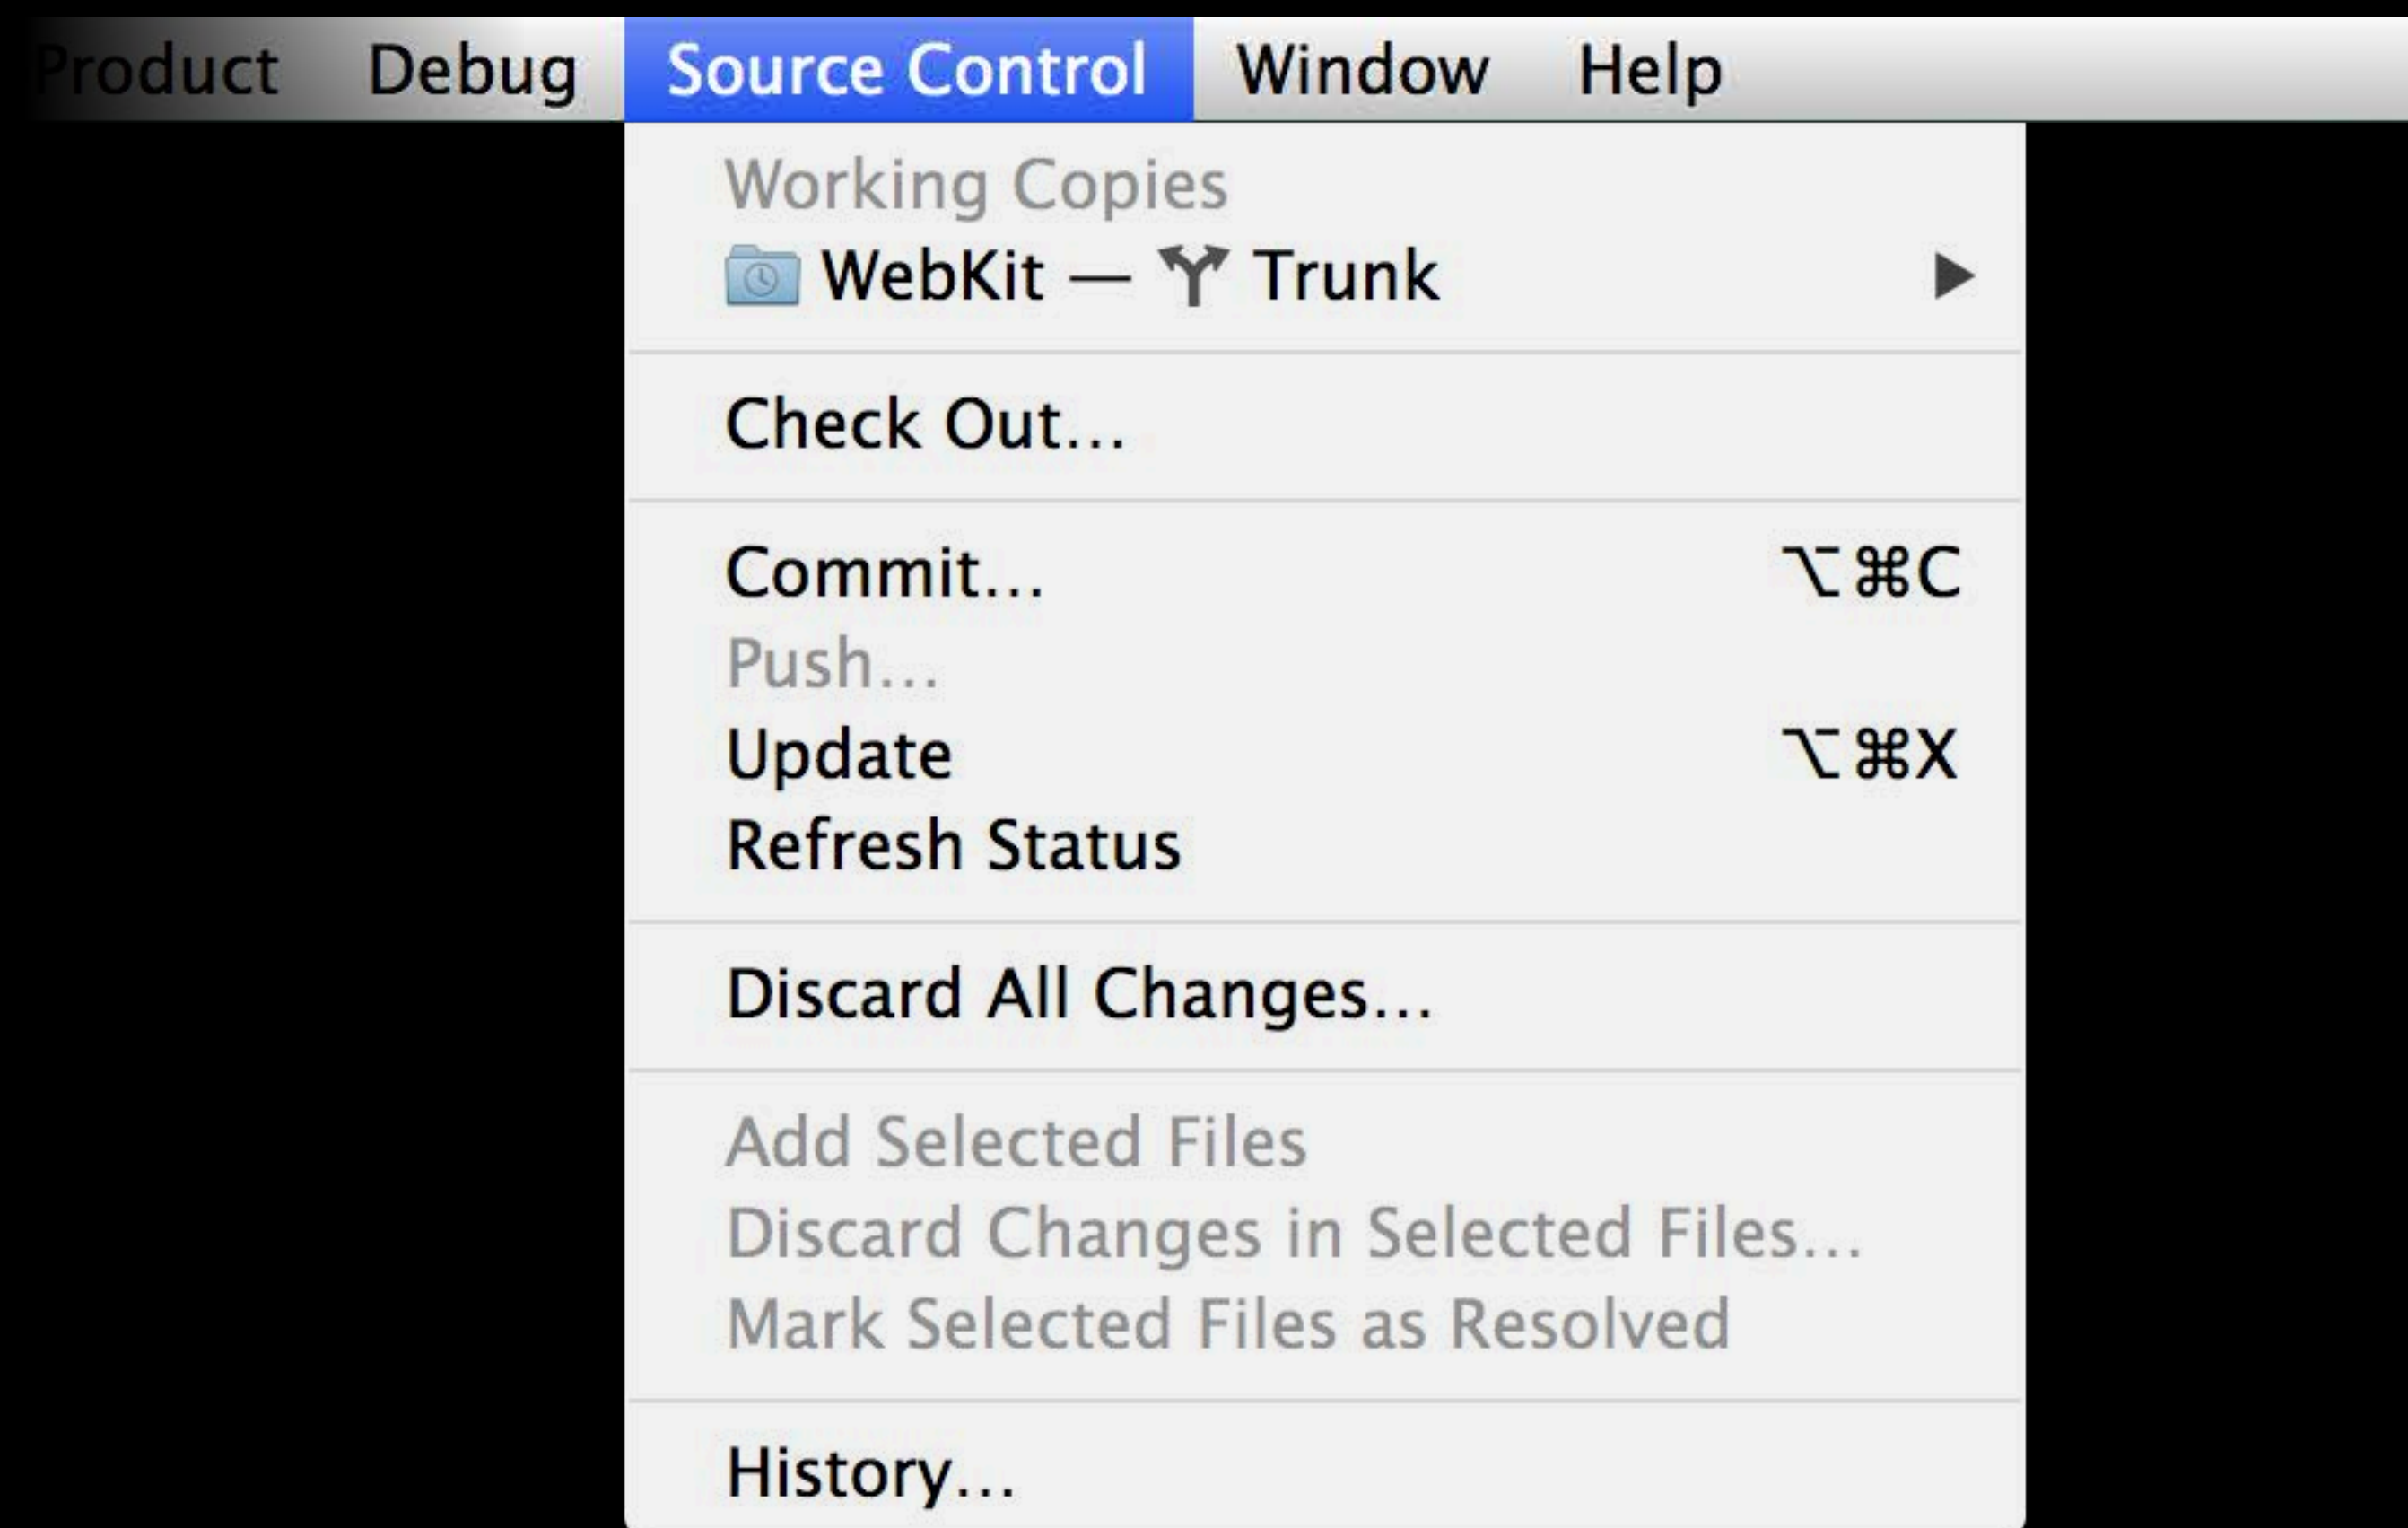 Product Debug Source Control Window Help
Working Copies
WebKit — Trunk
Check Out...
Commit... ⌥⌘C
Push...
Update ⌥⌘X
Refresh Status
Discard All Changes...
Add Selected Files
Discard Changes in Selected Files...
Mark Selected Files as Resolved
History...